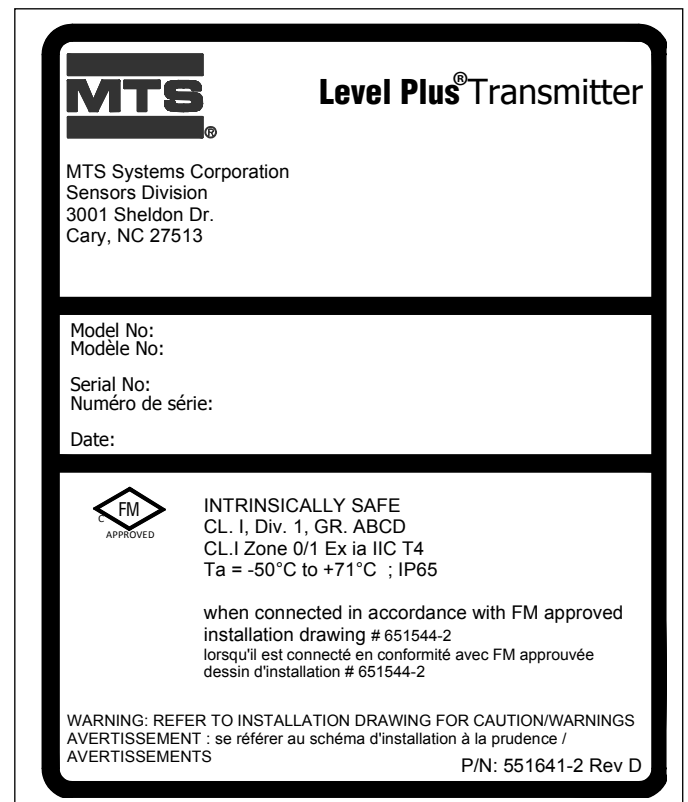 MTS
®
Level Plus® Transmitter
MTS Systems Corporation
Sensors Division
3001 Sheldon Dr.
Cary, NC 27513
Model No:
Modèle No:
Serial No:
Numéro de série:
Date:
FM
C
APPROVED
INTRINSICALLY SAFE
CL. I, Div. 1, GR. ABCD
CL.I Zone 0/1 Ex ia IIC T4
Ta = -50°C to +71°C ; IP65
when connected in accordance with FM approved
installation drawing # 651544-2
lorsqu'il est connecté en conformité avec FM approuvée
dessin d'installation # 651544-2
WARNING: REFER TO INSTALLATION DRAWING FOR CAUTION/WARNINGS
AVERTISSEMENT : se référer au schéma d'installation à la prudence /
AVERTISSEMENTS
P/N: 551641-2 Rev D